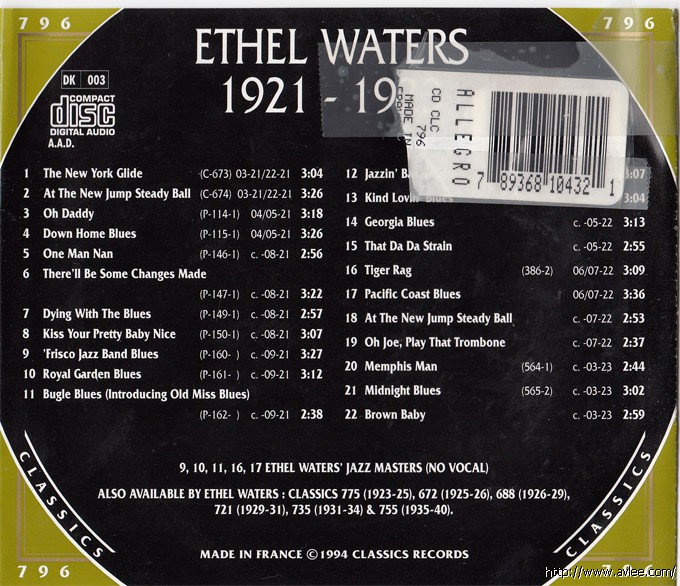 796
796
ETHEL WATERS
1921 - 19
DK 003
COMPACT
disc
DIGITAL AUDIO
A.A.D.
ALLEGRO
CD CLC 796
MADE IN
7 89368 10432 1
1 The New York Glide (C-673) 03-21/22-21 3:04
2 At The New Jump Steady Ball (C-674) 03-21/22-21 3:26
3 Oh Daddy (P-114-1) 04/05-21 3:18
4 Down Home Blues (P-115-1) 04/05-21 3:26
5 One Man Nan (P-146-1) c. -08-21 2:56
6 There'll Be Some Changes Made
(P-147-1) c. -08-21 3:22
7 Dying With The Blues (P-149-1) c. -08-21 2:57
8 Kiss Your Pretty Baby Nice (P-150-1) c. -08-21 3:07
9 'Frisco Jazz Band Blues (P-160- ) c. -09-21 3:27
10 Royal Garden Blues (P-161- ) c. -09-21 3:12
11 Bugle Blues (Introducing Old Miss Blues)
(P-162- ) c. -09-21 2:38
12 Jazzin' 3:07
13 Kind Lovin' Blues 3:04
14 Georgia Blues c. -05-22 3:13
15 That Da Da Strain c. -05-22 2:55
16 Tiger Rag (386-2) 06/07-22 3:09
17 Pacific Coast Blues 06/07-22 3:36
18 At The New Jump Steady Ball c. -07-22 2:53
19 Oh Joe, Play That Trombone c. -07-22 2:37
20 Memphis Man (564-1) c. -03-23 2:44
21 Midnight Blues (565-2) c. -03-23 3:02
22 Brown Baby c. -03-23 2:59
9, 10, 11, 16, 17 ETHEL WATERS' JAZZ MASTERS (NO VOCAL)
ALSO AVAILABLE BY ETHEL WATERS : CLASSICS 775 (1923-25), 672 (1925-26), 688 (1926-29),
721 (1929-31), 735 (1931-34) & 755 (1935-40).
MADE IN FRANCE © 1994 CLASSICS RECORDS
CLASSICS
CLASSICS
796
796
http://www.avlee.com/